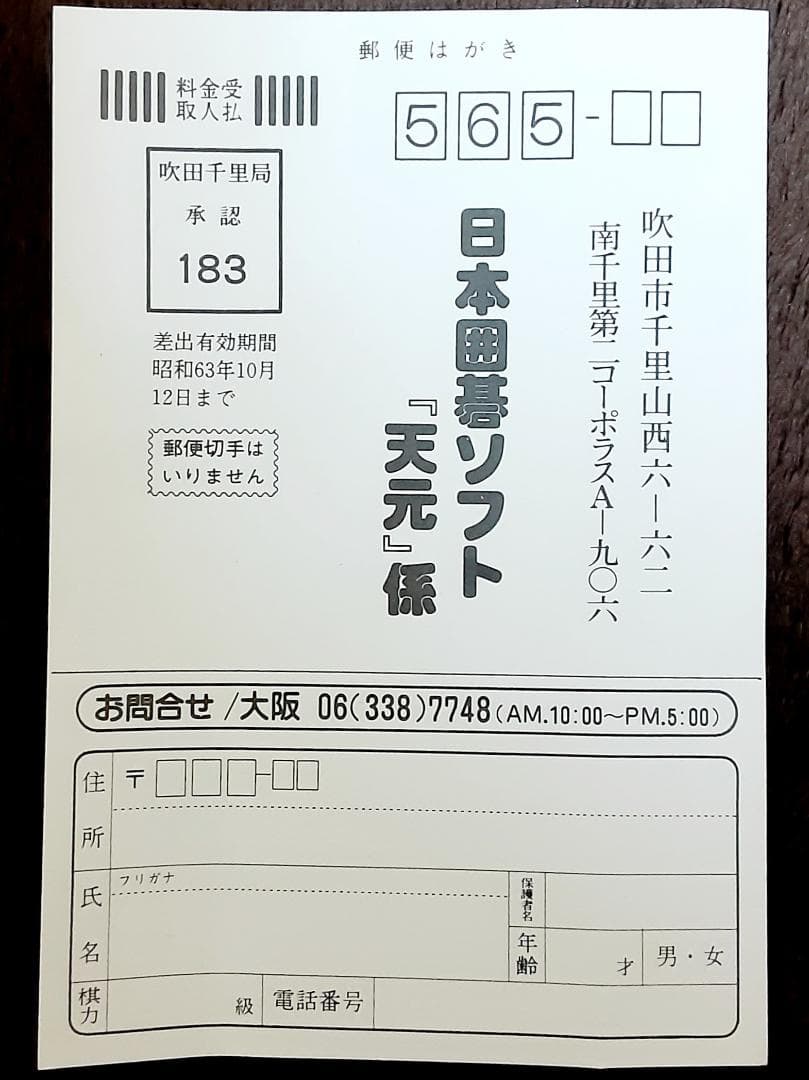 郵便はがき
料金受
取人払
吹田千里局
承認
183
差出有効期間
昭和63年10月
12日まで
郵便切手は
いりません
565-
吹田市千里山西六ー六二
南千里第二コーポラスAー九〇六
日本囲碁ソフト
『天元』係
お問合せ/大阪 06(338)7748(AM.10:00〜PM.5:00)
住所
〒
-
氏名
フリガナ
保護者名
年齢
才
男・女
棋力
級
電話番号